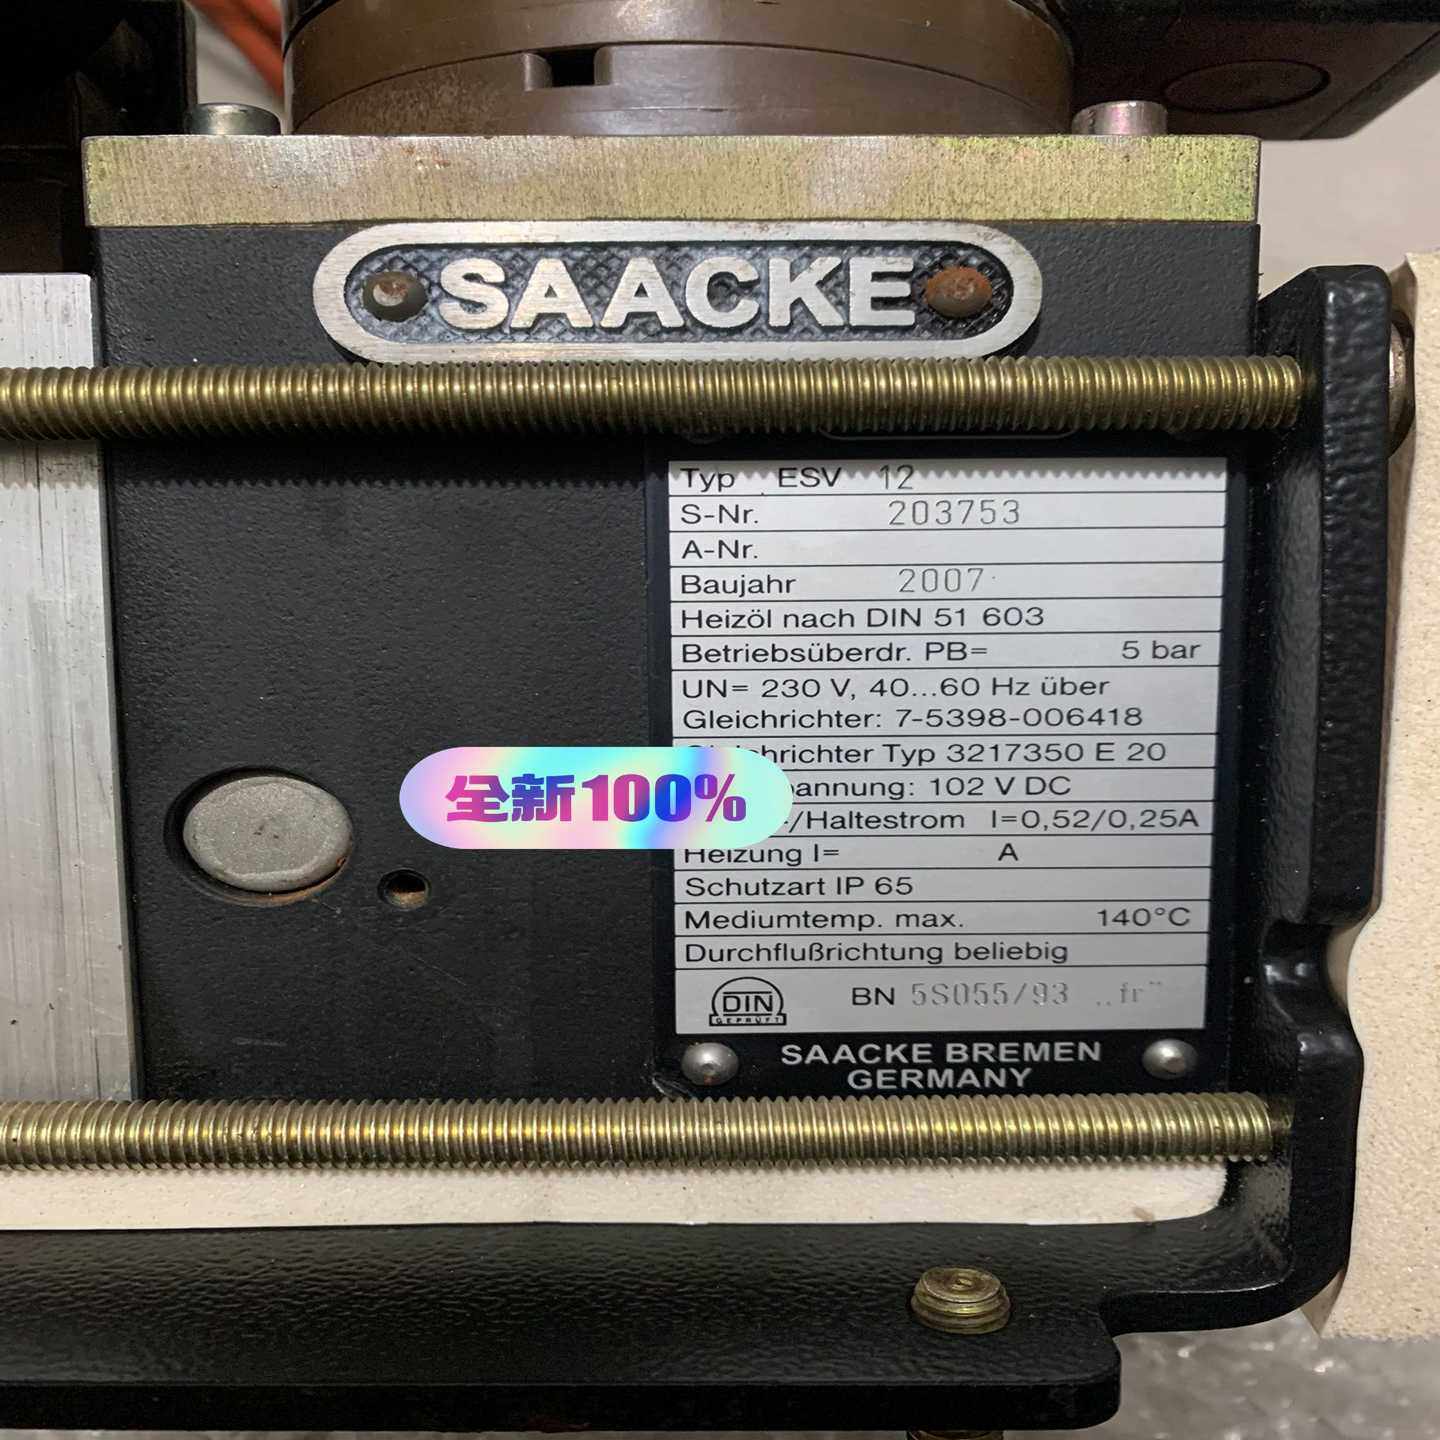 SAACKE
Typ ESV 12
S-Nr. 203753
A-Nr.
Baujahr 2007
Heizöl nach DIN 51 603
Betriebsüberdr. PB= 5 bar
UN= 230 V, 40...60 Hz über
Gleichrichter: 7-5398-006418
Typ 3217350 E 20
102 V DC
全新100%
/Haltestrom I=0,52/0,25A
Heizung I= A
Schutzart IP 65
Mediumtemp. max. 140°C
Durchflußrichtung beliebig
DIN
GEPRÜFT
BN 5S055/93 „fr"
SAACKE BREMEN
GERMANY